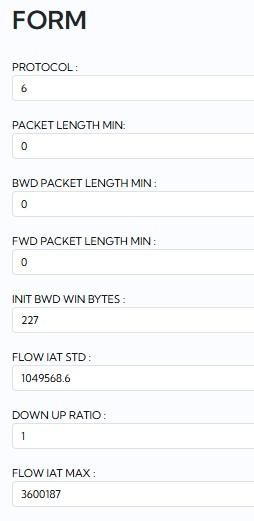 FORM
PROTOCOL :
6
PACKET LENGTH MIN:
0
BWD PACKET LENGTH MIN :
0
FWD PACKET LENGTH MIN :
0
INIT BWD WIN BYTES :
227
FLOW IAT STD :
1049568.6
DOWN UP RATIO :
1
FLOW IAT MAX :
3600187